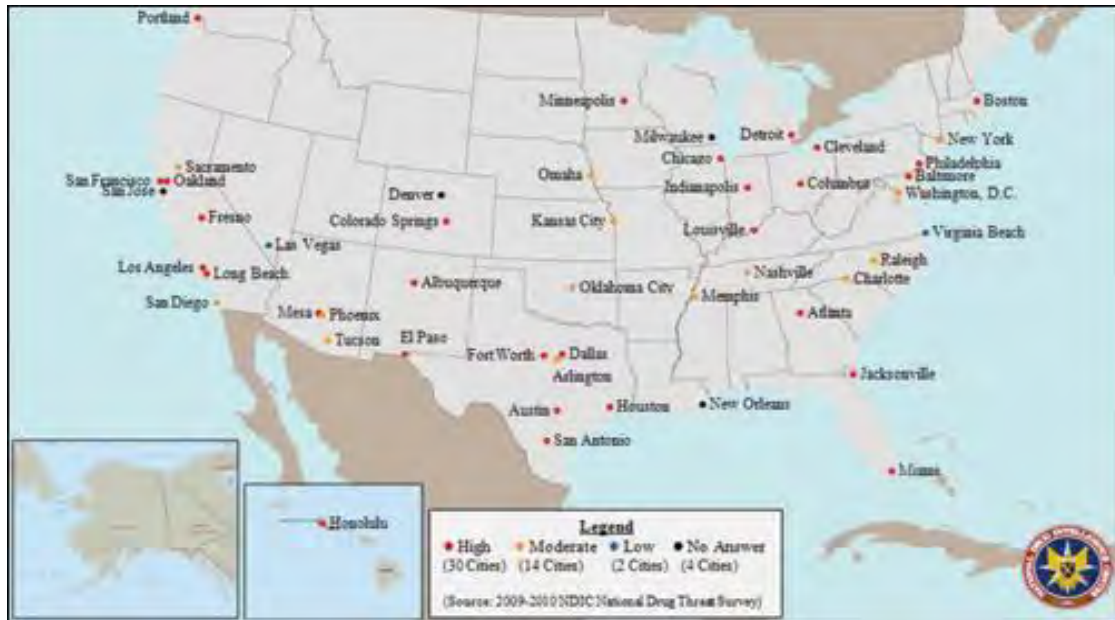 Portland
Minneapolis
Boston
Milwaukee
Detroit
New York
Cleveland
Chicago
Philadelphia
Sacramento
Baltimore
San Francisco
Oakland
Omaha
Indianapolis
Columbus
San Jose
Denver
Washington, D.C.
Fresno
Colorado Springs
Kansas City
Louisville
Virginia Beach
Las Vegas
Raleigh
Los Angeles
Long Beach
Albuquerque
Oklahoma City
Nashville
Charlotte
San Diego
Memphis
Mesa
Phoenix
Atlanta
Tucson
El Paso
Fort Worth
Dallas
Arlington
Jacksonville
Austin
Houston
New Orleans
San Antonio
Miami
Honolulu
Legend
High Moderate Low No Answer
(30 Cities) (14 Cities) (2 Cities) (4 Cities)
(Source: 2009-2010 NDIC National Drug Threat Survey)